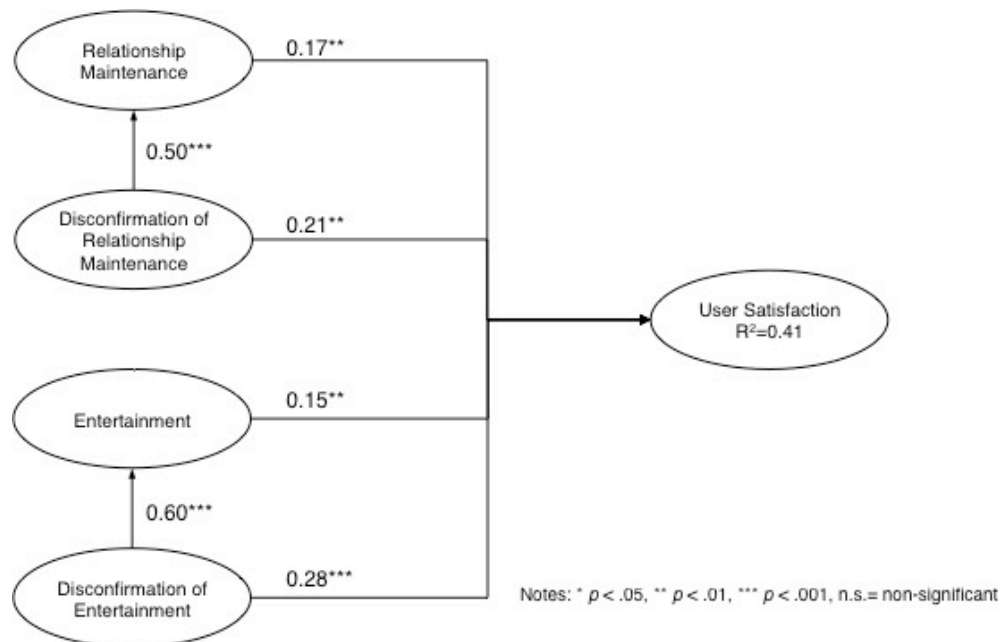 Relationship
Maintenance
0.17**
0.50***
Disconfirmation of
Relationship
Maintenance
0.21**
User Satisfaction
R²=0.41
Entertainment
0.15**
0.60***
Disconfirmation of
Entertainment
0.28***
Notes: * p < .05, ** p < .01, *** p < .001, n.s.= non-significant